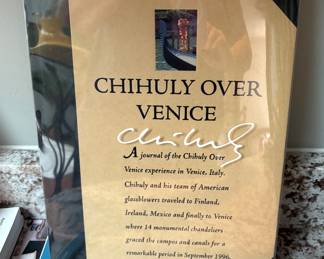 CHIHULY OVER
VENICE
Chihuly
A journal of the Chihuly Over
Venice experience in Venice, Italy.
Chihuly and his team of American
glassblowers traveled to Finland,
Ireland, Mexico and finally to Venice
where 14 monumental chandeliers
graced the campos and canals for a
remarkable period in September 1996.